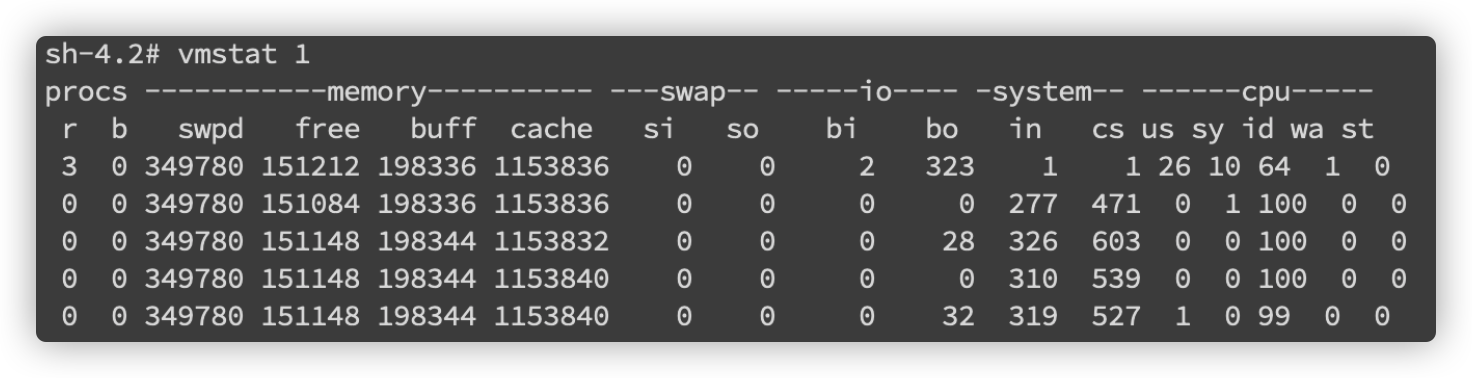 sh-4.2# vmstat 1
procs -----------memory---------- ---swap-- -----io---- -system-- ------cpu-----
 r  b   swpd   free   buff  cache   si   so    bi    bo   in   cs us sy id wa st
 3  0 349780 151212 198336 1153836    0    0     2   323    1    1 26 10 64  1  0
 0  0 349780 151084 198336 1153836    0    0     0     0  277  471  0  1 100  0  0
 0  0 349780 151148 198344 1153832    0    0     0    28  326  603  0  0 100  0  0
 0  0 349780 151148 198344 1153840    0    0     0     0  310  539  0  0 100  0  0
 0  0 349780 151148 198344 1153840    0    0     0    32  319  527  1  0 99  0  0